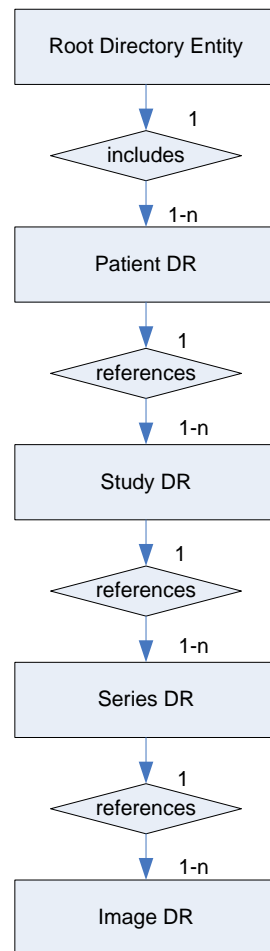 Root Directory Entity
1
includes
1-n
Patient DR
1
references
1-n
Study DR
1
references
1-n
Series DR
1
references
1-n
Image DR